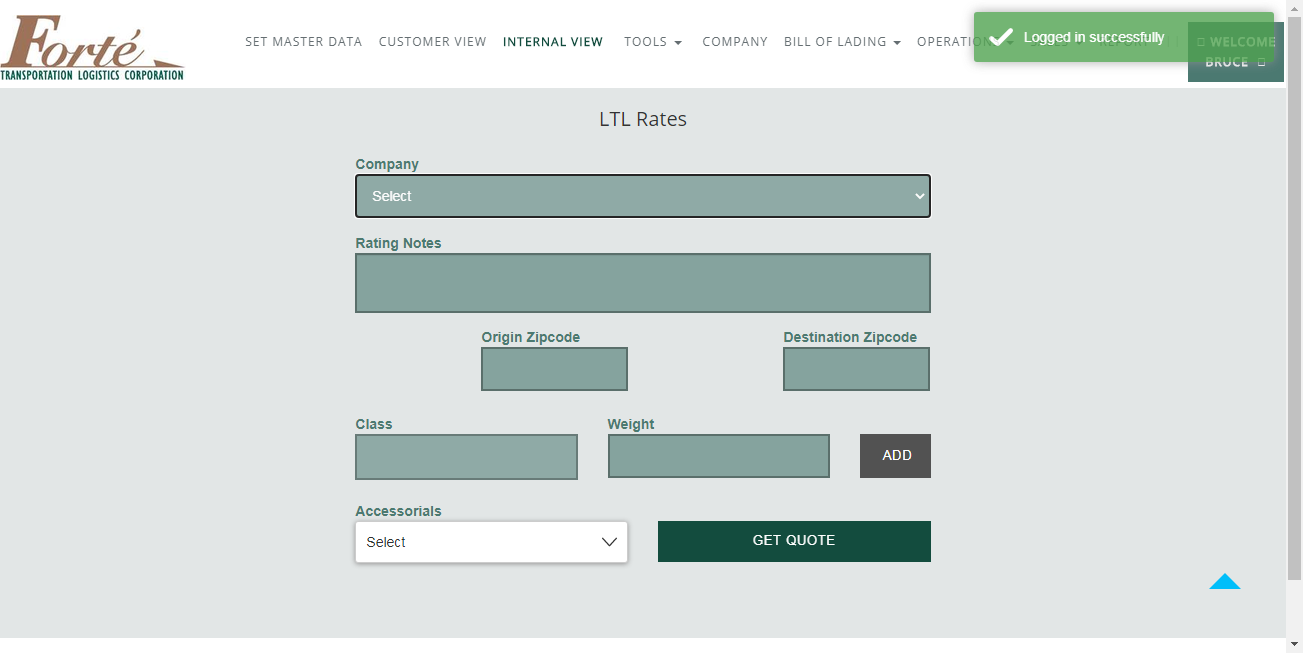 Forté
TRANSPORTATION LOGISTICS CORPORATION
SET MASTER DATA CUSTOMER VIEW INTERNAL VIEW TOOLS COMPANY BILL OF LADING OPERATION
Logged in successfully
WELCOME
BRUCE
LTL Rates
Company
Select
Rating Notes
Origin Zipcode Destination Zipcode
Class Weight
ADD
Accessorials
Select
GET QUOTE